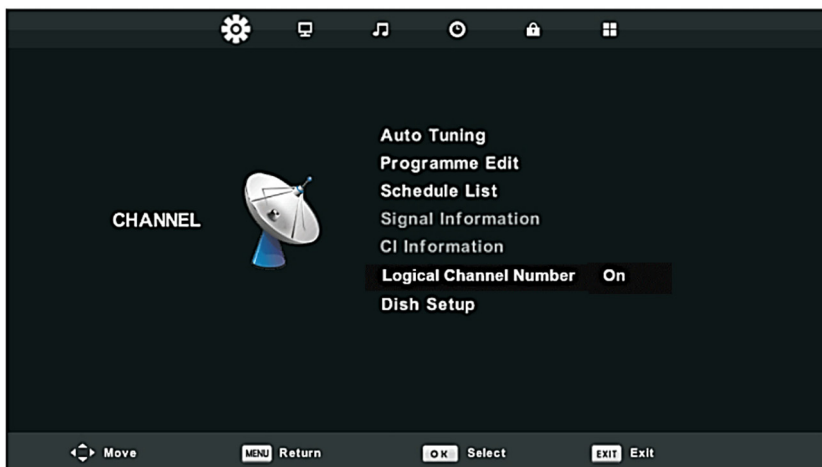 CHANNEL
Auto Tuning
Programme Edit
Schedule List
Signal Information
CI Information
Logical Channel Number On
Dish Setup
Move MENU Return OK Select EXIT Exit